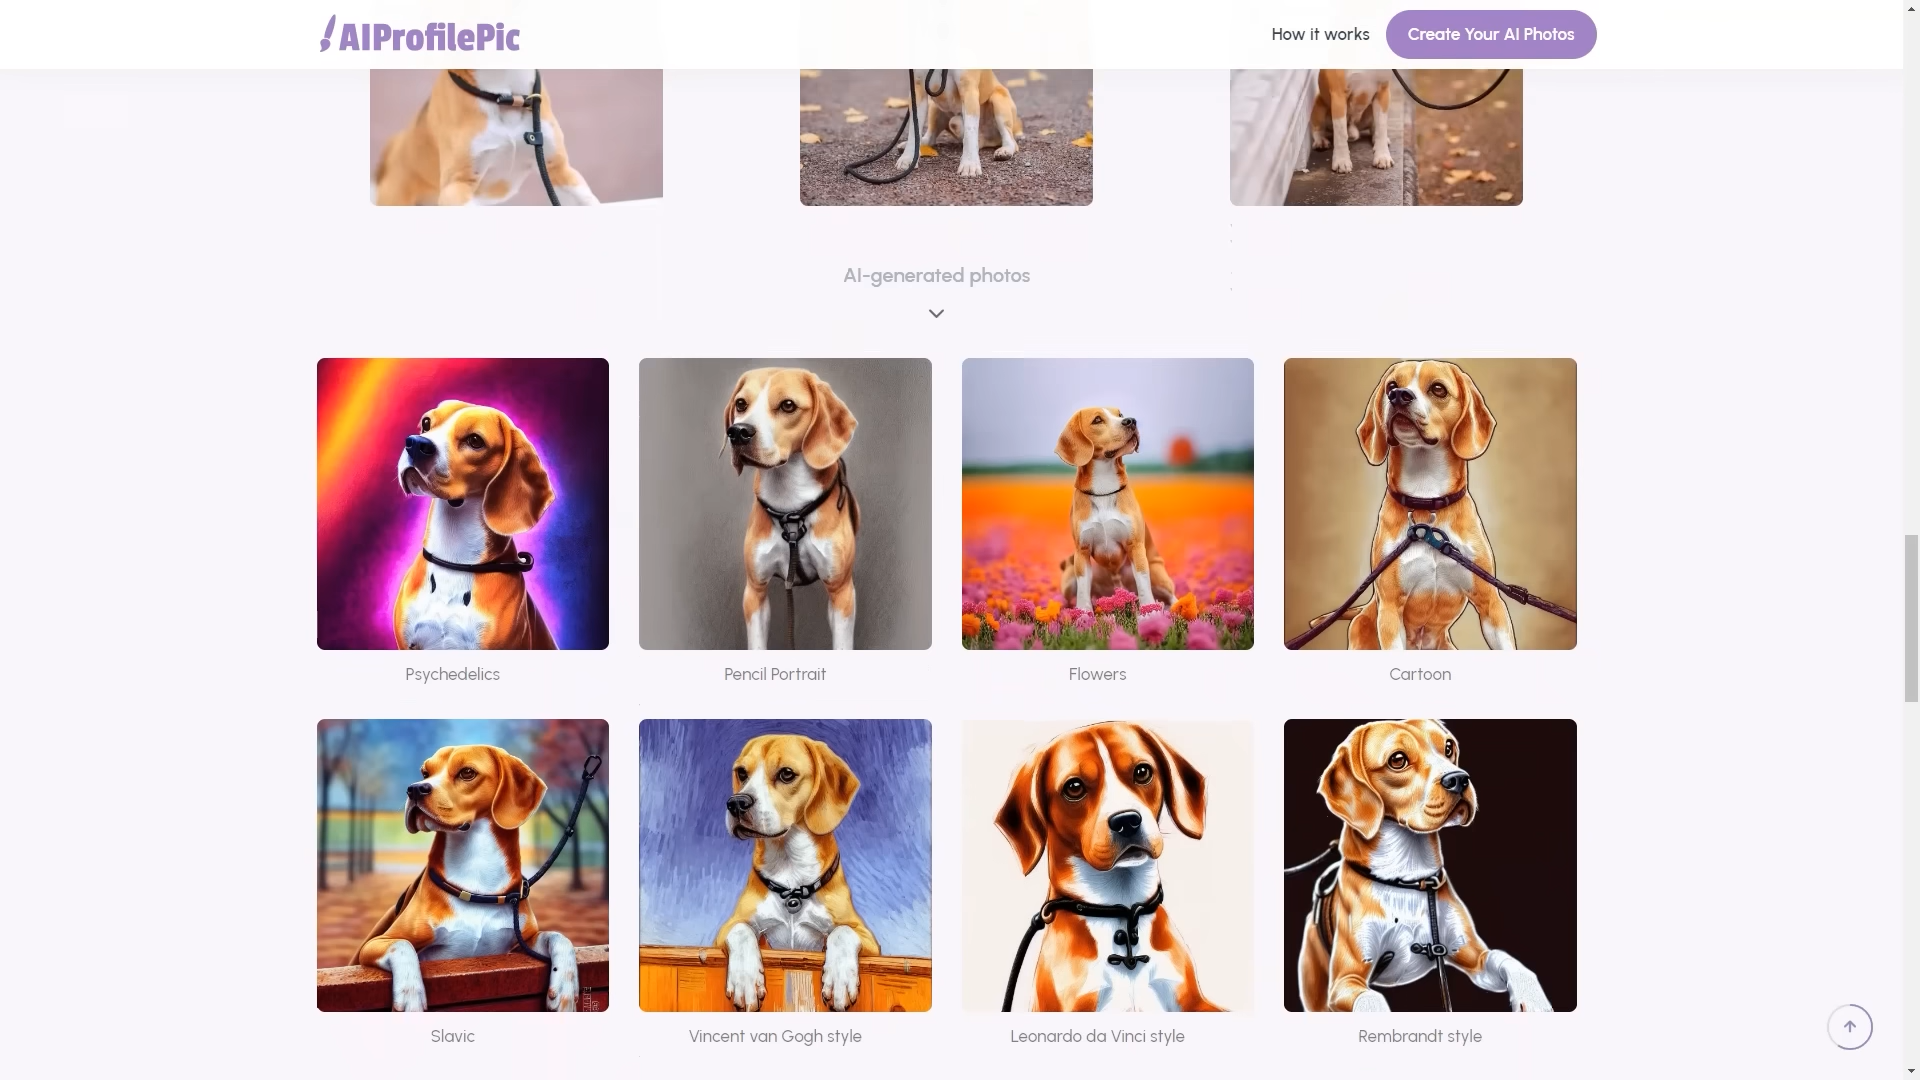 AIProfilePic
How it works
Create Your AI Photos
AI-generated photos
Psychedelics
Pencil Portrait
Flowers
Cartoon
Slavic
Vincent van Gogh style
Leonardo da Vinci style
Rembrandt style